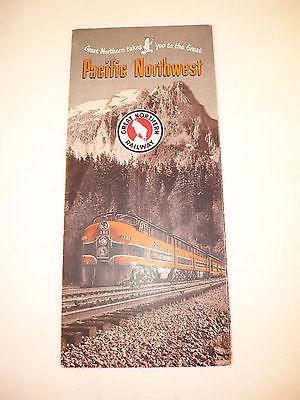 Great Northern takes you to the Great
Pacific Northwest
GREAT NORTHERN
RAILWAY